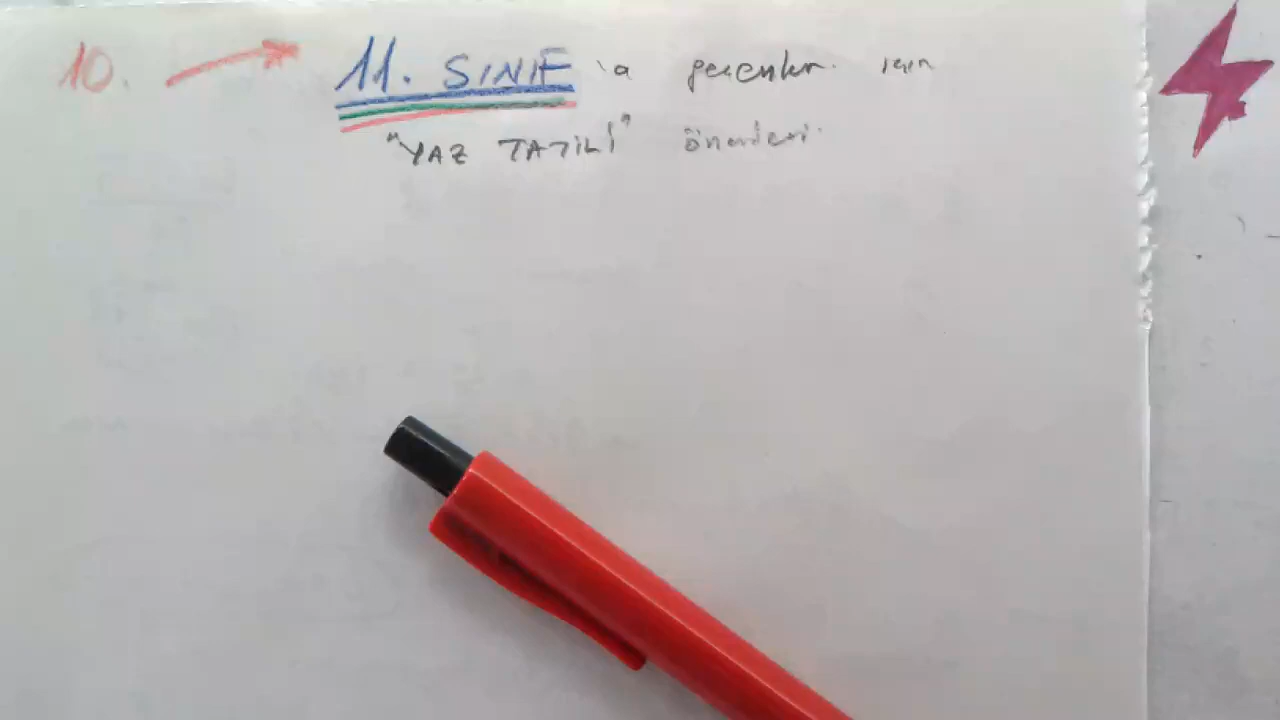 10. → 11. SINIF 'a geçenler için
"YAZ TATİLİ" önerileri